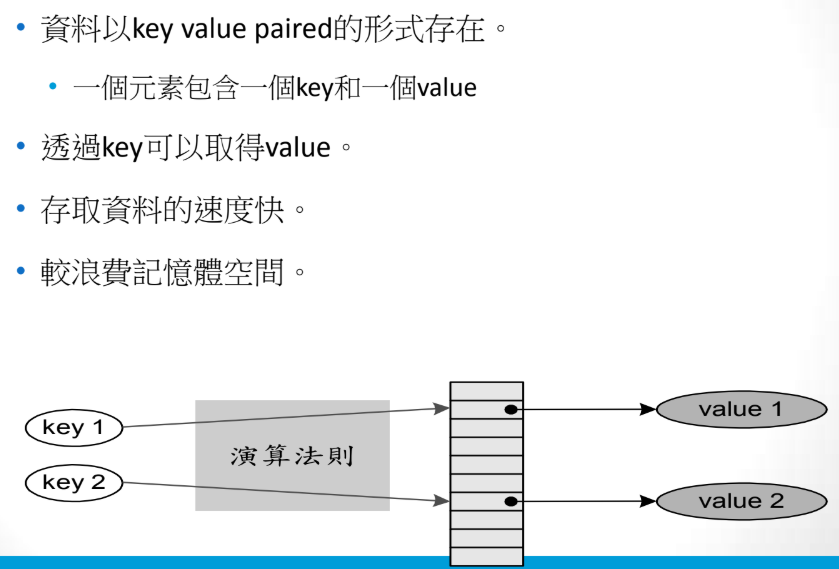 資料以key value paired的形式存在。
一個元素包含一個key和一個value
透過key可以取得value。
存取資料的速度快。
較浪費記憶體空間。
key 1
演算法則
value 1
key 2
value 2